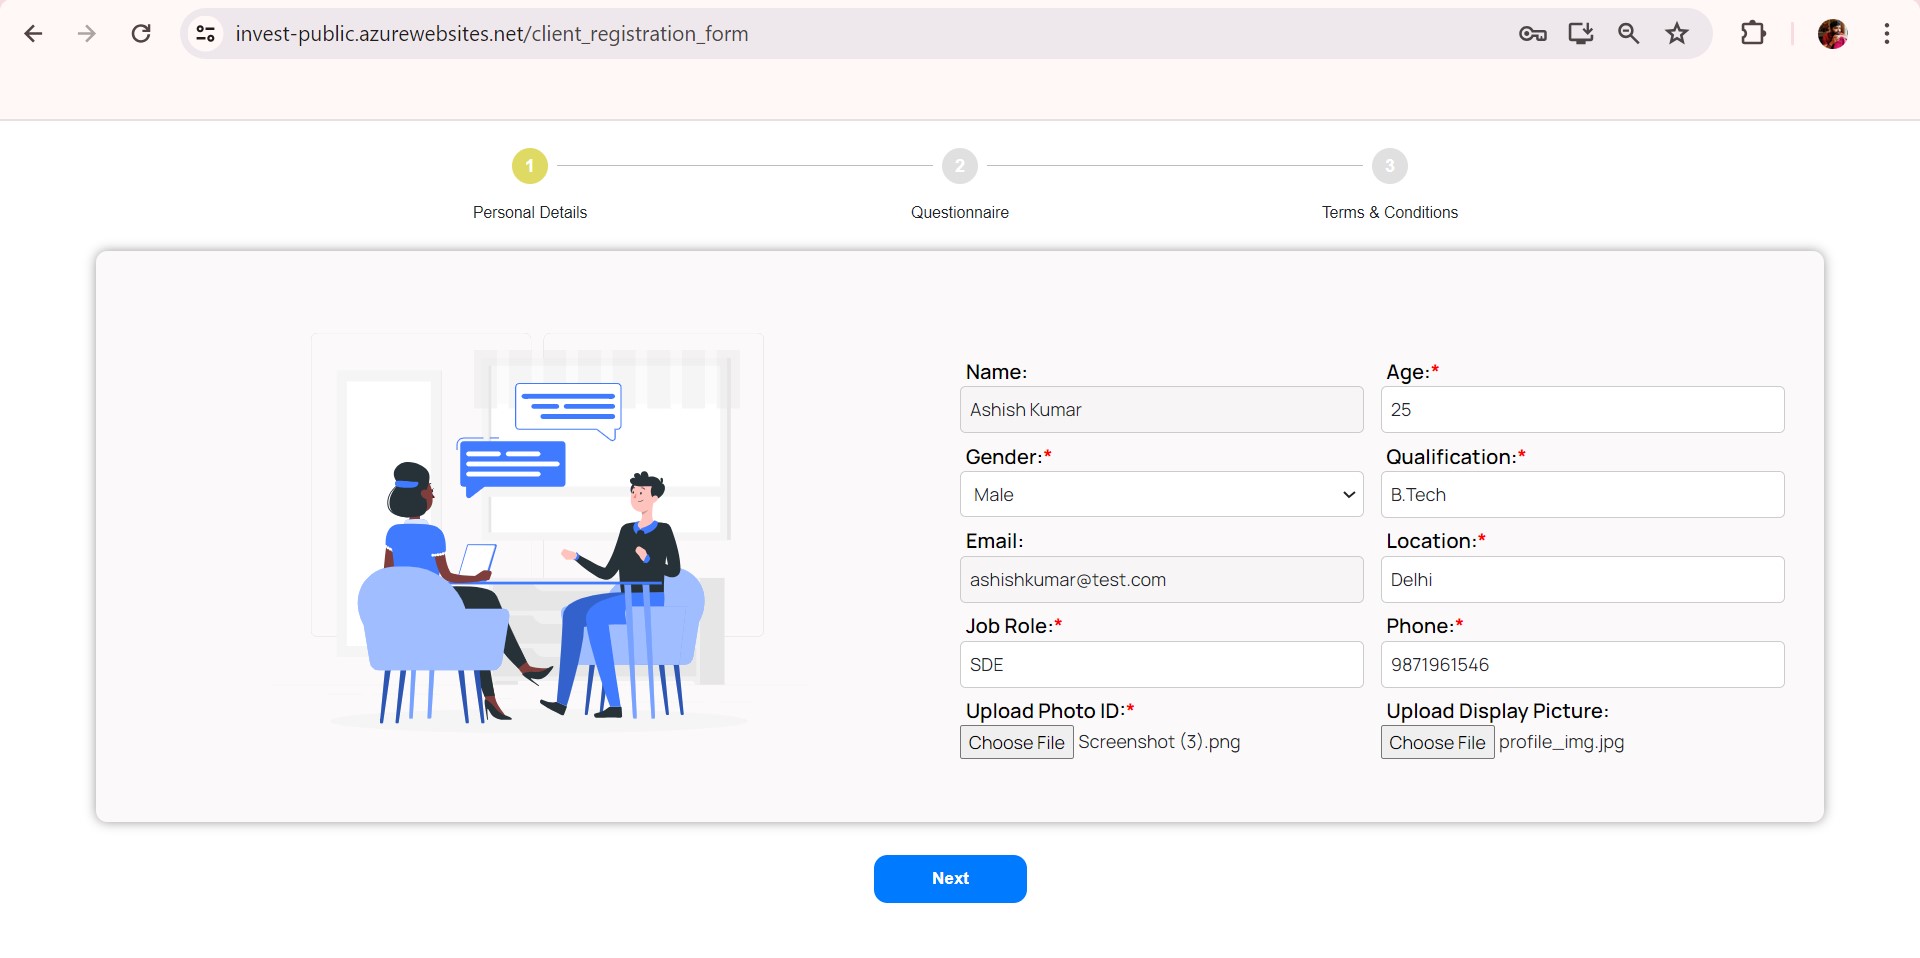 invest-public.azurewebsites.net/client_registration_form
1
2
3
Personal Details
Questionnaire
Terms & Conditions
Name:
Age:*
Ashish Kumar
25
Gender:*
Qualification:*
Male
B.Tech
Email:
Location:*
ashishkumar@test.com
Delhi
Job Role:*
Phone:*
SDE
9871961546
Upload Photo ID:*
Upload Display Picture:
Choose File Screenshot (3).png
Choose File profile_img.jpg
Next